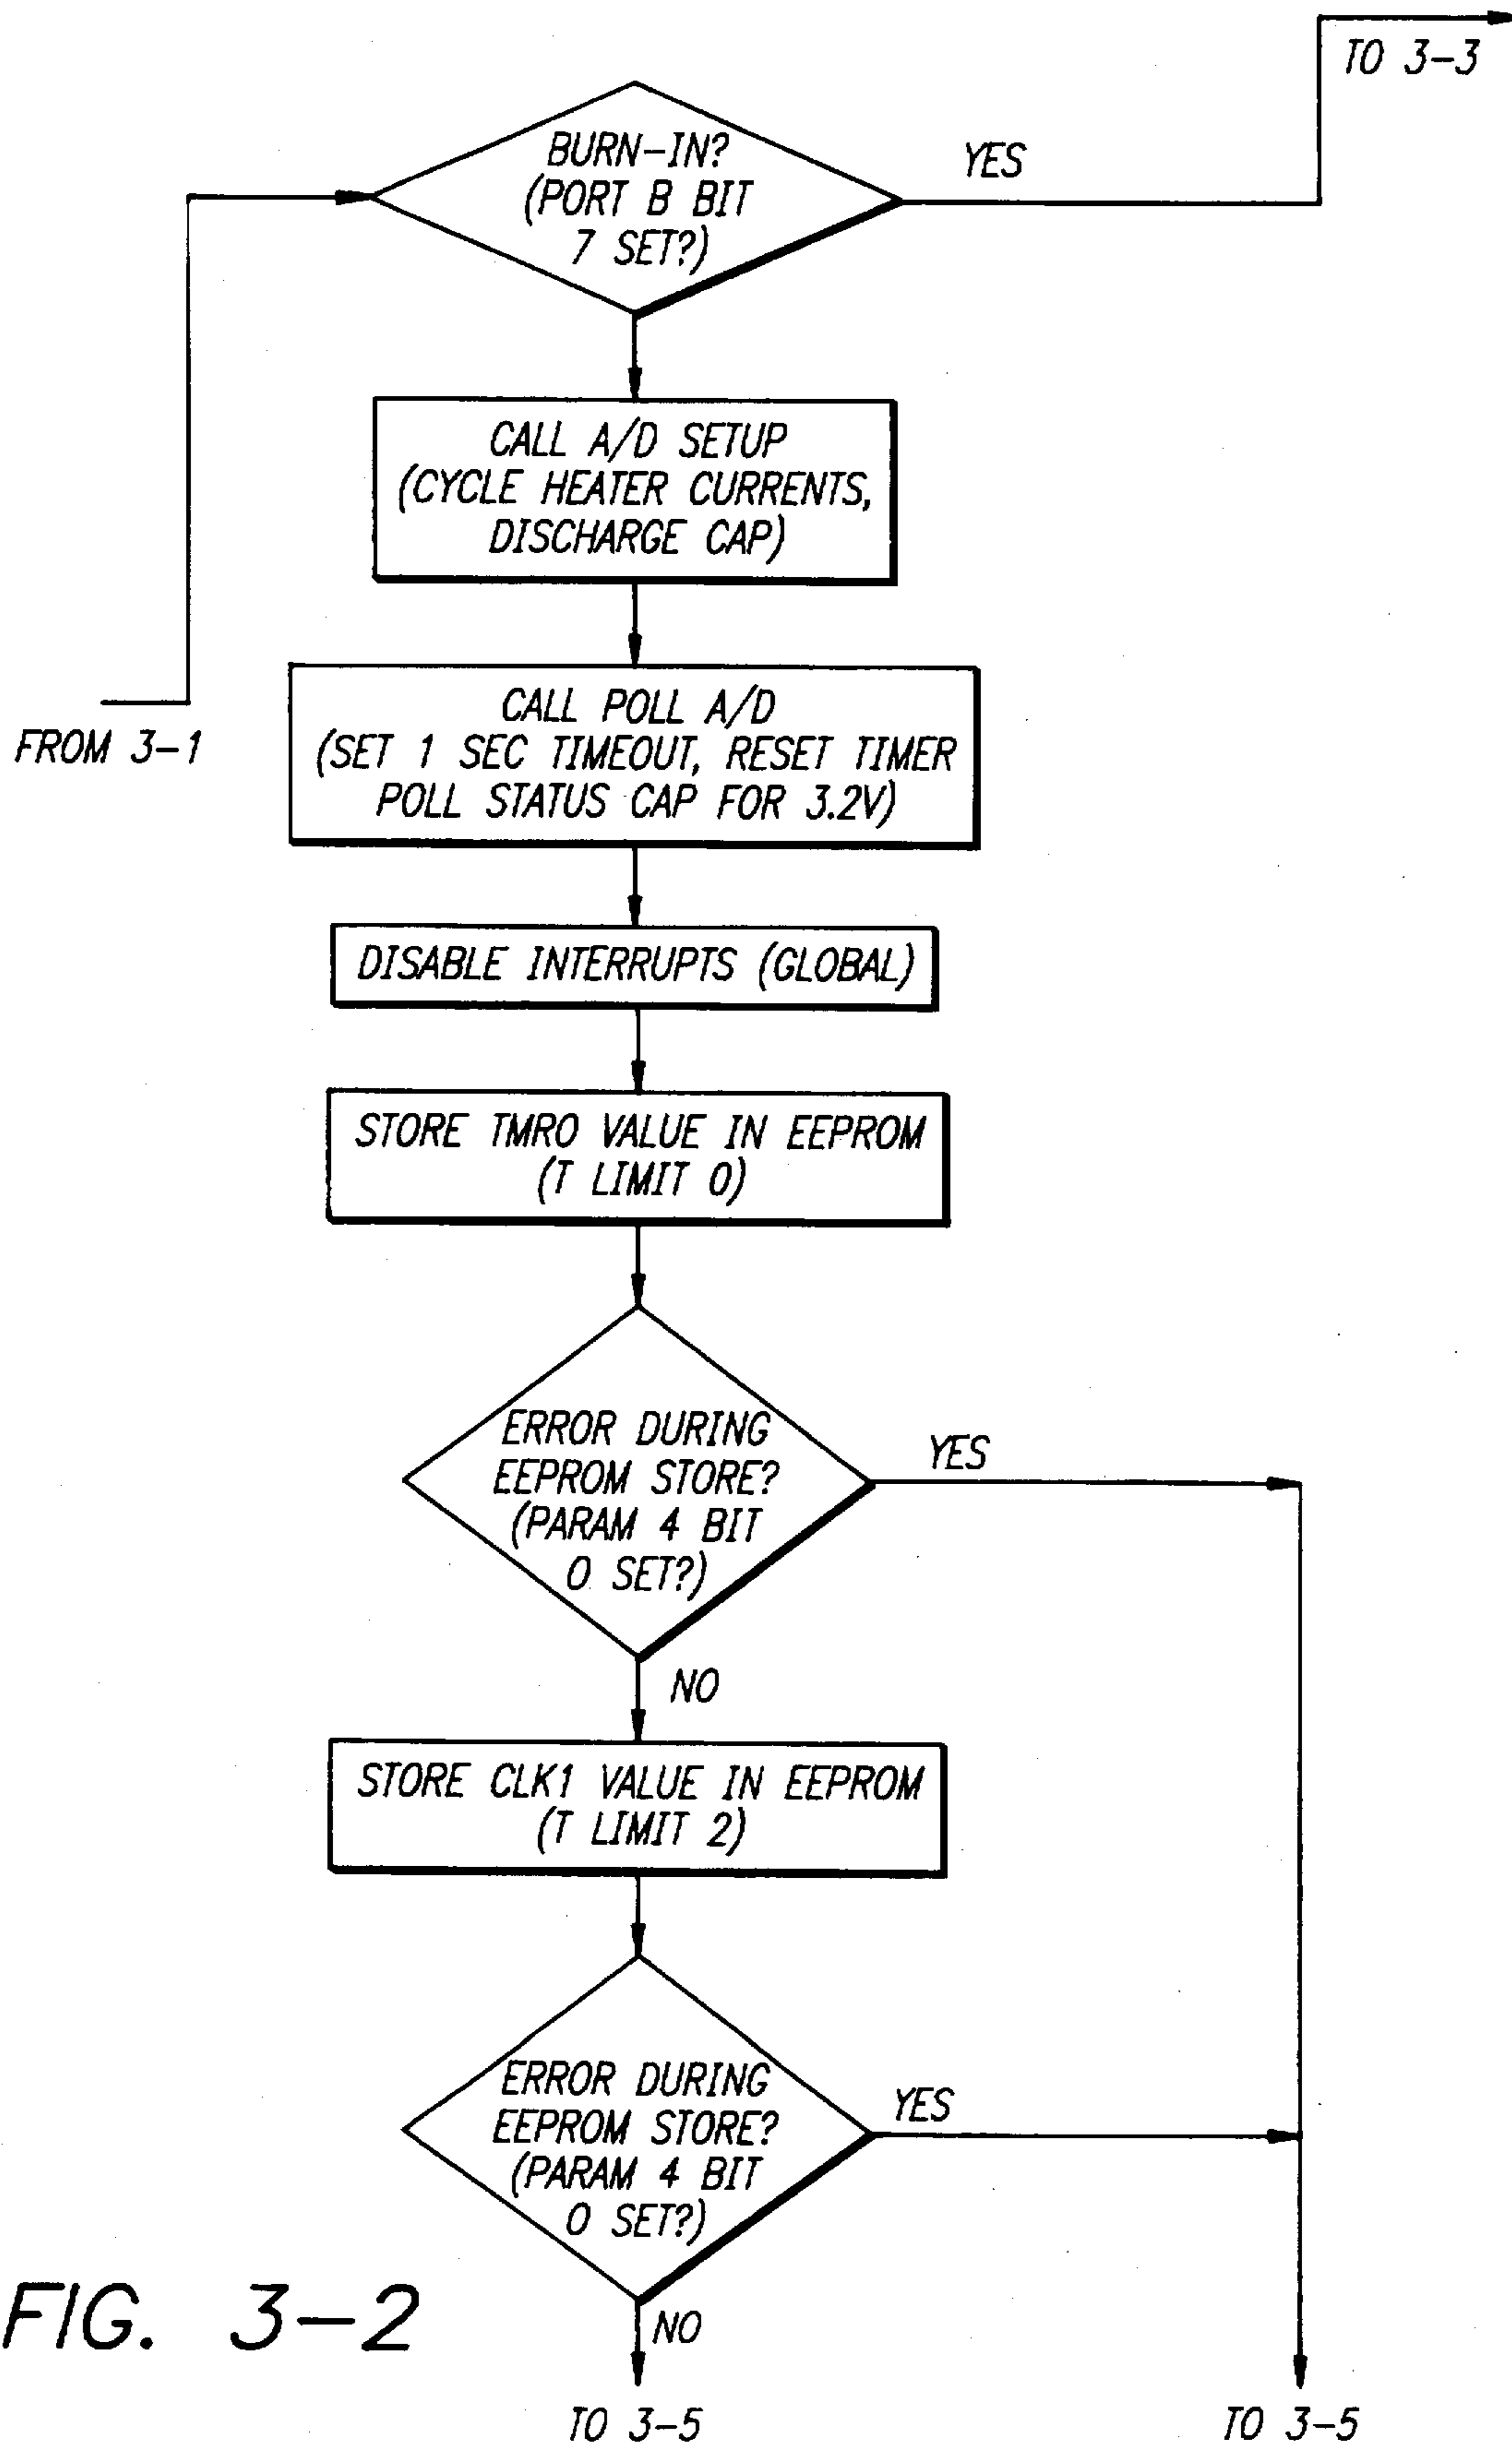 TO 3-3
BURN-IN?
(PORT B BIT
7 SET?)
YES
CALL A/D SETUP
(CYCLE HEATER CURRENTS,
DISCHARGE CAP)
FROM 3-1
CALL POLL A/D
(SET 1 SEC TIMEOUT, RESET TIMER
POLL STATUS CAP FOR 3.2V)
DISABLE INTERRUPTS (GLOBAL)
STORE TMRO VALUE IN EEPROM
(T LIMIT 0)
ERROR DURING
EEPROM STORE?
(PARAM 4 BIT
0 SET?)
YES
NO
STORE CLK1 VALUE IN EEPROM
(T LIMIT 2)
ERROR DURING
EEPROM STORE?
(PARAM 4 BIT
0 SET?)
YES
NO
FIG. 3-2
TO 3-5
TO 3-5